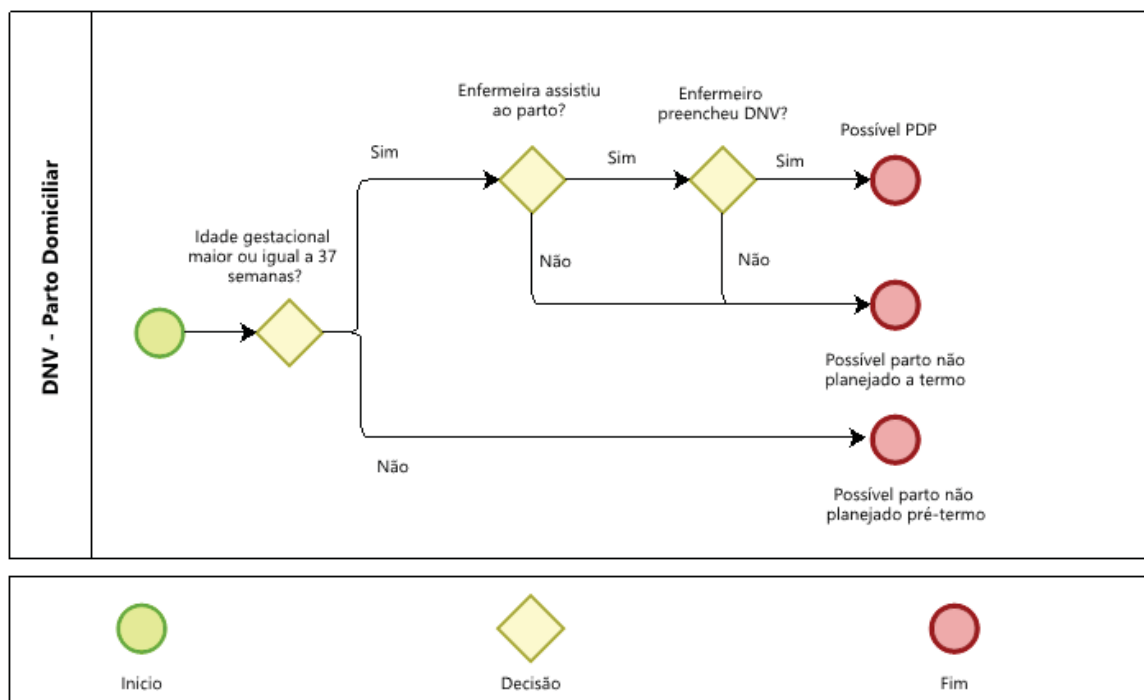 DNV - Parto Domiciliar
Idade gestacional
maior ou igual a 37
semanas?
Sim
Não
Enfermeira assistiu
ao parto?
Sim
Não
Enfermeiro
preencheu DNV?
Sim
Não
Possível PDP
Possível parto não
planejado a termo
Possível parto não
planejado pré-termo
Inicio
Decisão
Fim